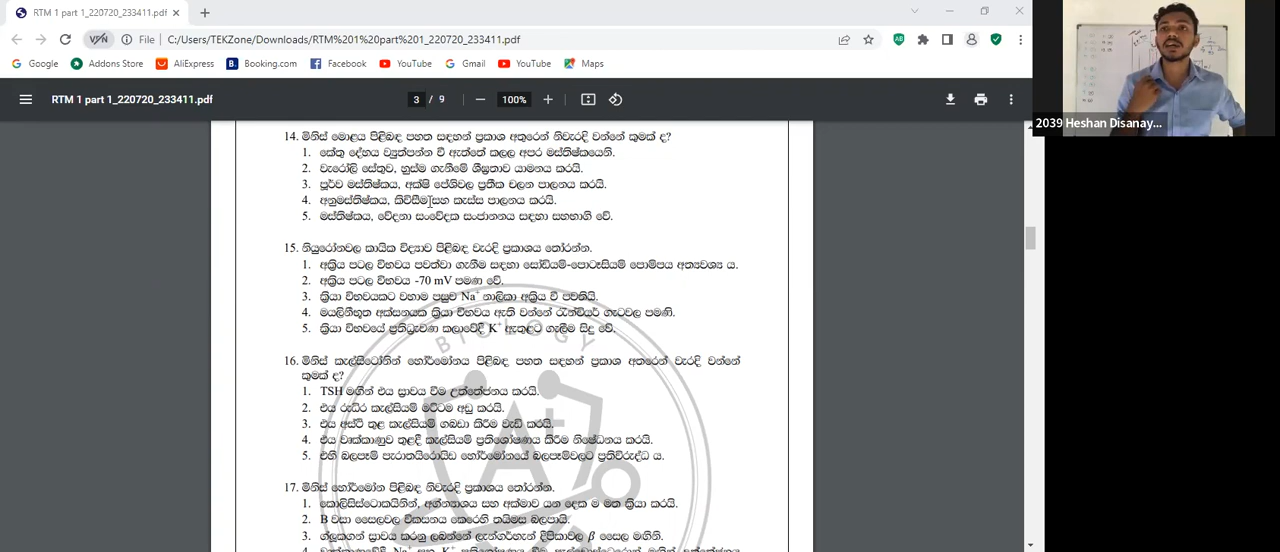 RTM 1 part 1_220720_233411.pdf
VPN File C:/Users/TEKZone/Downloads/RTM%201%20part%201_220720_233411.pdf
Google Addons Store AliExpress Booking.com Facebook YouTube Gmail YouTube Maps
RTM 1 part 1_220720_233411.pdf 3 / 9 100%
2039 Heshan Disanay...
14. මිනිස් මොළය පිළිබඳ පහත සඳහන් ප්‍රකාශ අතුරෙන් නිවැරදි වන්නේ කුමක් ද?
1. කේතු දේහය ව්‍යුත්පන්න වී ඇත්තේ කලල අපර මස්තිෂ්කයෙනි.
2. වැරෝලි සේතුව, හුස්ම ගැනීමේ ශීඝ්‍රතාව යාමනය කරයි.
3. පූර්ව මස්තිෂ්කය, අක්ෂි පේශිවල ප්‍රතීක චලන පාලනය කරයි.
4. අනුමස්තිෂ්කය, කිවිසීම සහ කැස්ස පාලනය කරයි.
5. මස්තිෂ්කය, වේදනා සංවේදක සංජානනය සඳහා සහභාගි වේ.
15. නියුරෝනවල කායික විද්‍යාව පිළිබඳ වැරදි ප්‍රකාශය තෝරන්න.
1. අක්‍රිය පටල විභවය පවත්වා ගැනීම සඳහා සෝඩියම්-පොටෑසියම් පොම්පය අත්‍යවශ්‍ය ය.
2. අක්‍රිය පටල විභවය -70 mV පමණ වේ.
3. ක්‍රියා විභවයකට වහාම පසුව Na+ නාලිකා අක්‍රිය වී පවතියි.
4. මයලිනීභූත අක්සනයක ක්‍රියා විභවය ඇති වන්නේ රැන්වියර් ගැටවල පමණි.
5. ක්‍රියා විභවයේ ප්‍රතිධ්‍රැවණ කලාවේදී K+ ඇතුළට ගැලීම සිදු වේ.
BIOLOGY
A+
16. මිනිස් කැල්සිටෝනින් හෝර්මෝනය පිළිබඳ පහත සඳහන් ප්‍රකාශ අතරෙන් වැරදි වන්නේ
කුමක් ද?
1. TSH මගින් එය ස්‍රාවය වීම උත්තේජනය කරයි.
2. එය රුධිර කැල්සියම් මට්ටම අඩු කරයි.
3. එය අස්ථි තුළ කැල්සියම් ගබඩා කිරීම වැඩි කරයි.
4. එය වෘක්කාණුව තුළදී කැල්සියම් ප්‍රතිශෝෂණය කිරීම නිෂේධනය කරයි.
5. එහි බලපෑම් පැරාතයිරොයිඩ හෝර්මෝනයේ බලපෑම්වලට ප්‍රතිවිරුද්ධ ය.
17. මිනිස් හෝර්මෝන පිළිබඳ නිවැරදි ප්‍රකාශය තෝරන්න.
1. කොලිසිස්ටොකයිනින්, අග්න්‍යාශය සහ අක්මාව යන දෙක ම මත ක්‍රියා කරයි.
2. B වසා සෛලවල විකසනය කෙරෙහි තයිමස බලපායි.
3. ග්ලූකගන් ස්‍රාවය කරනු ලබන්නේ ලැන්ගර්හැන් දීපිකාවල β සෛල මගිනි.